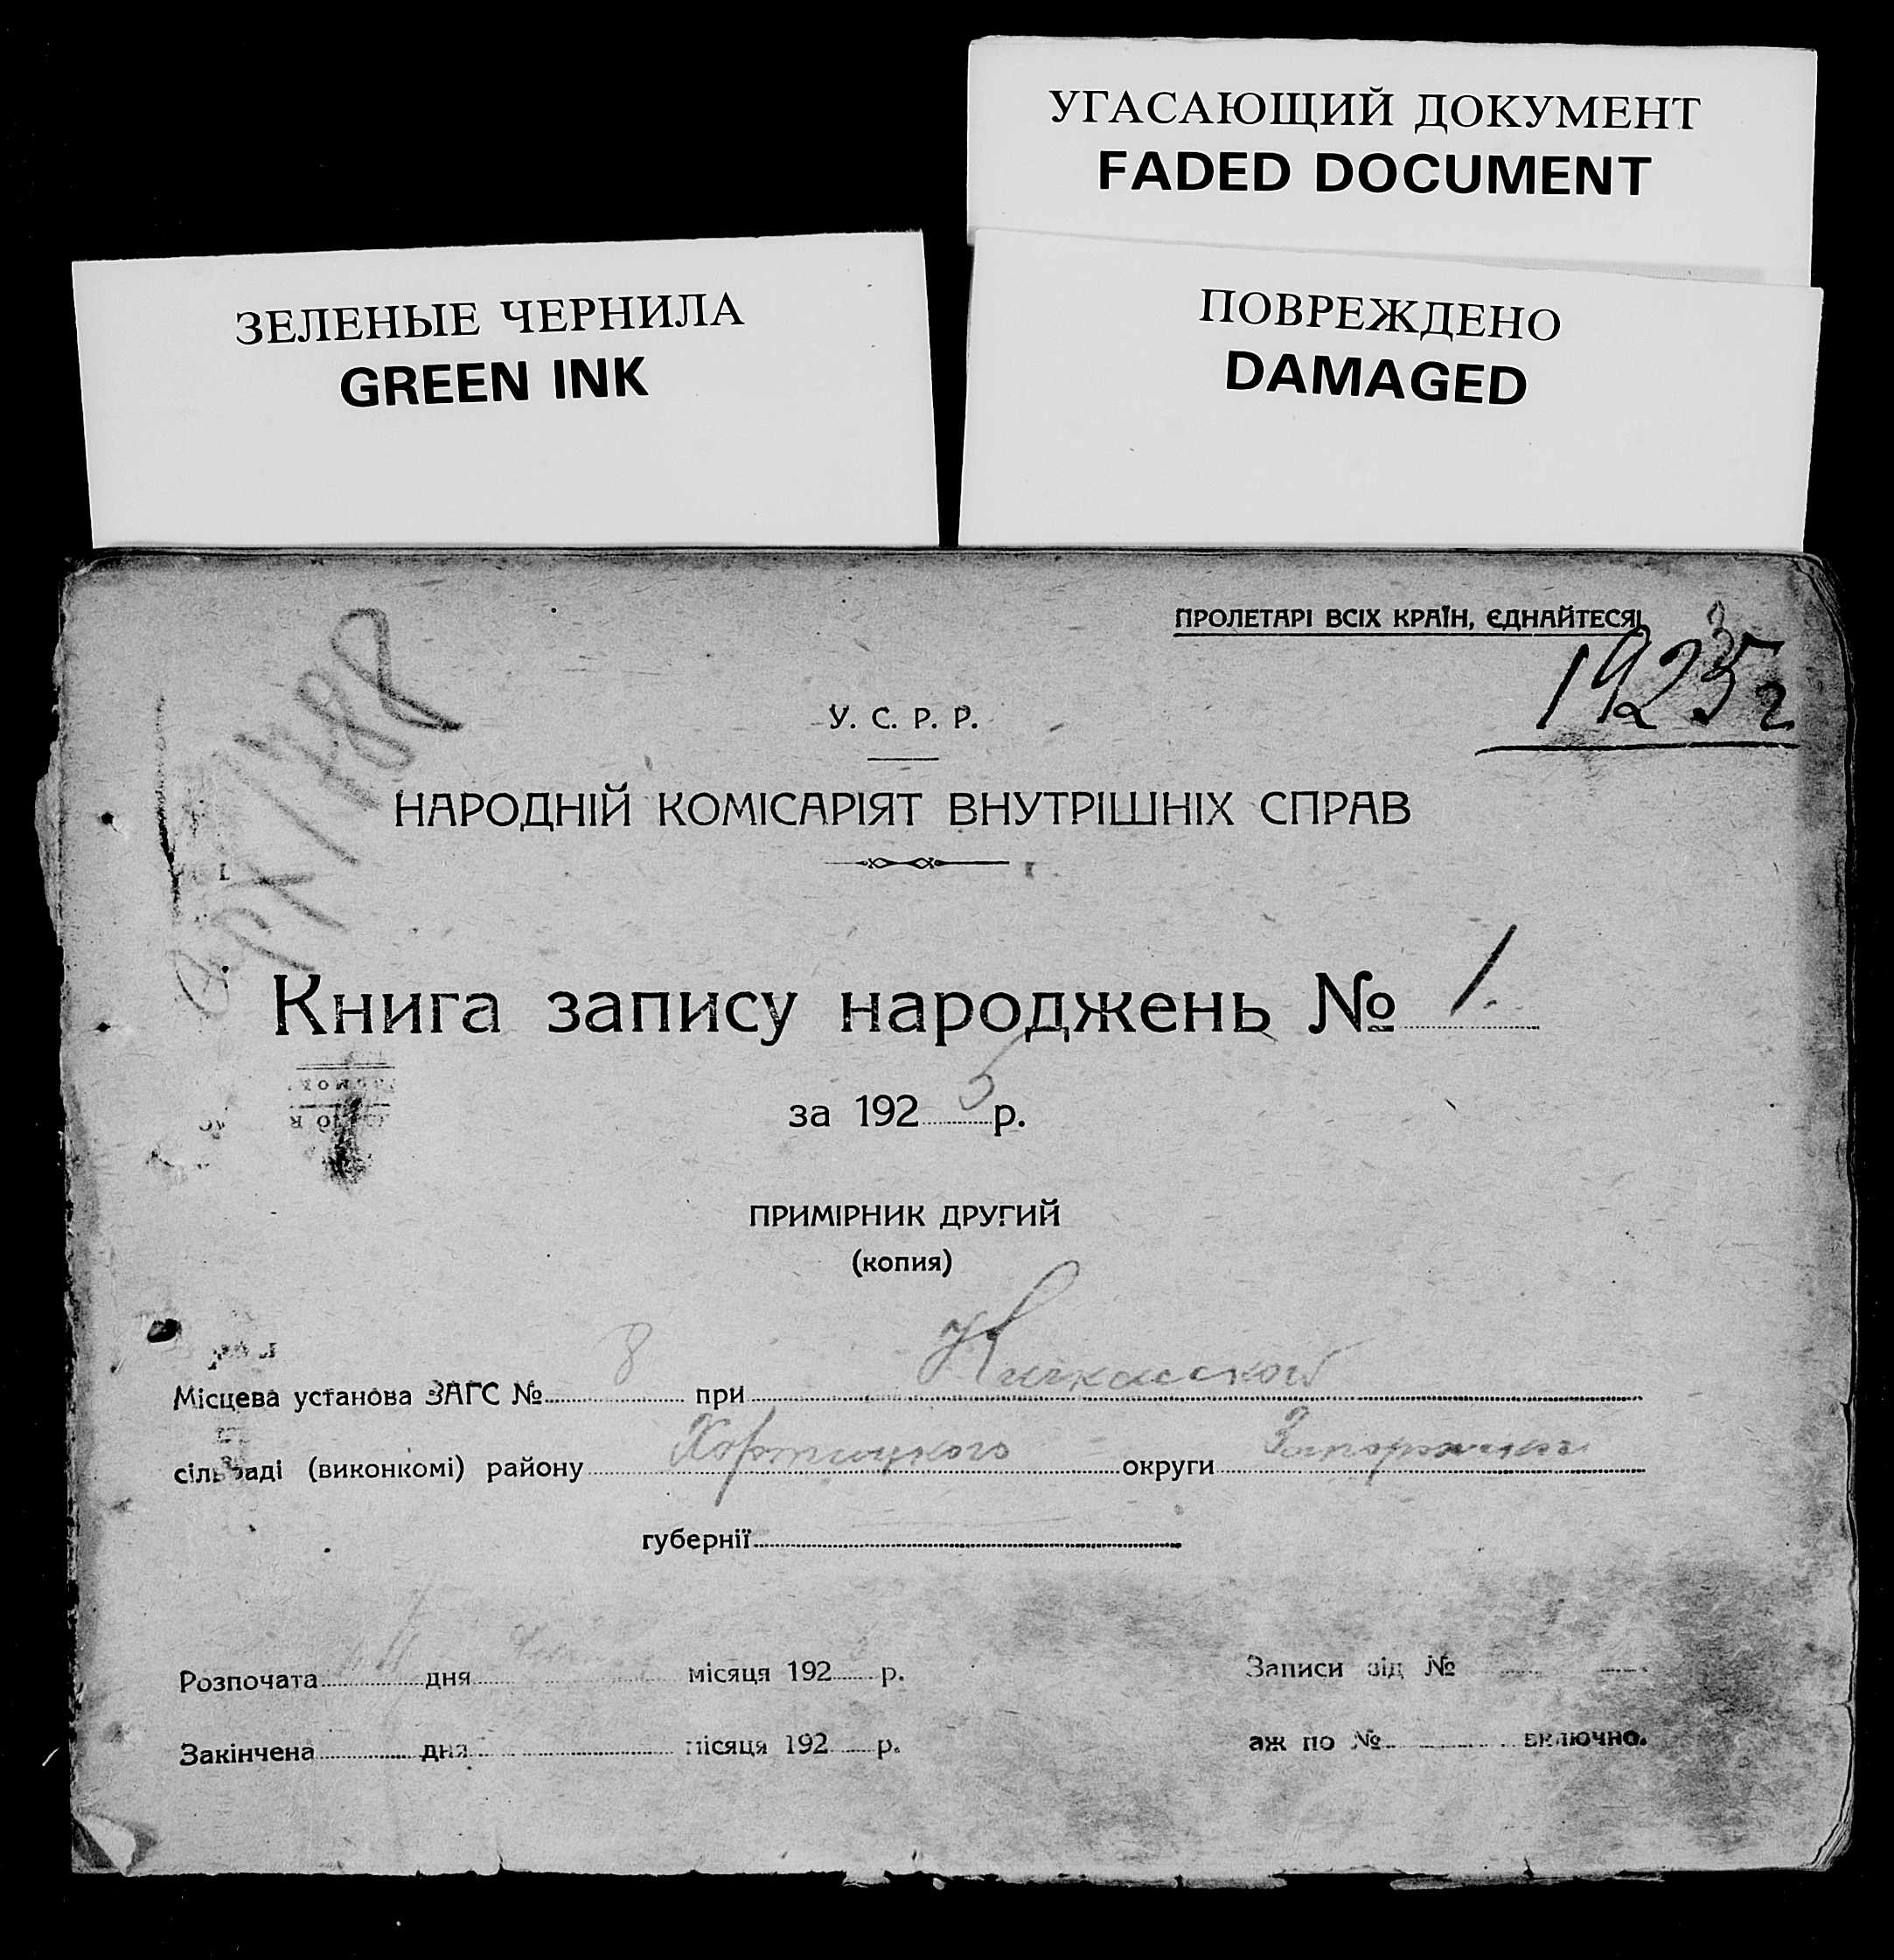 УГАСАЮЩИЙ ДОКУМЕНТ
FADED DOCUMENT
ЗЕЛЕНЫЕ ЧЕРНИЛА
GREEN INK
ПОВРЕЖДЕНО
DAMAGED
ПРОЛЕТАРІ ВСІХ КРАЇН, ЄДНАЙТЕСЯ!
1925 г
У. С. Р. Р.
НАРОДНІЙ КОМІСАРІЯТ ВНУТРІШНІХ СПРАВ
Книга запису народжень № 1.
за 1925 р.
ПРИМІРНИК ДРУГИЙ
(копия)
Місцева установа ЗАГС № 8 при Кичкаской
сільраді (виконкомі) району Хортицкого округи
губернії
Розпочата дня місяця 192 р.
Записи від №
Закінчена дня місяця 192 р.
аж по № включно.